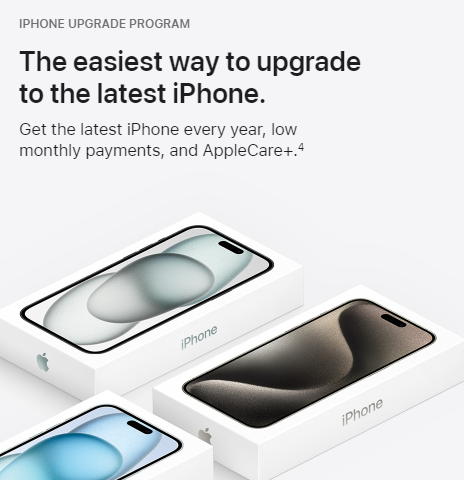 IPHONE UPGRADE PROGRAM
The easiest way to upgrade
to the latest iPhone.
Get the latest iPhone every year, low
monthly payments, and AppleCare+.⁴
iPhone
iPhone